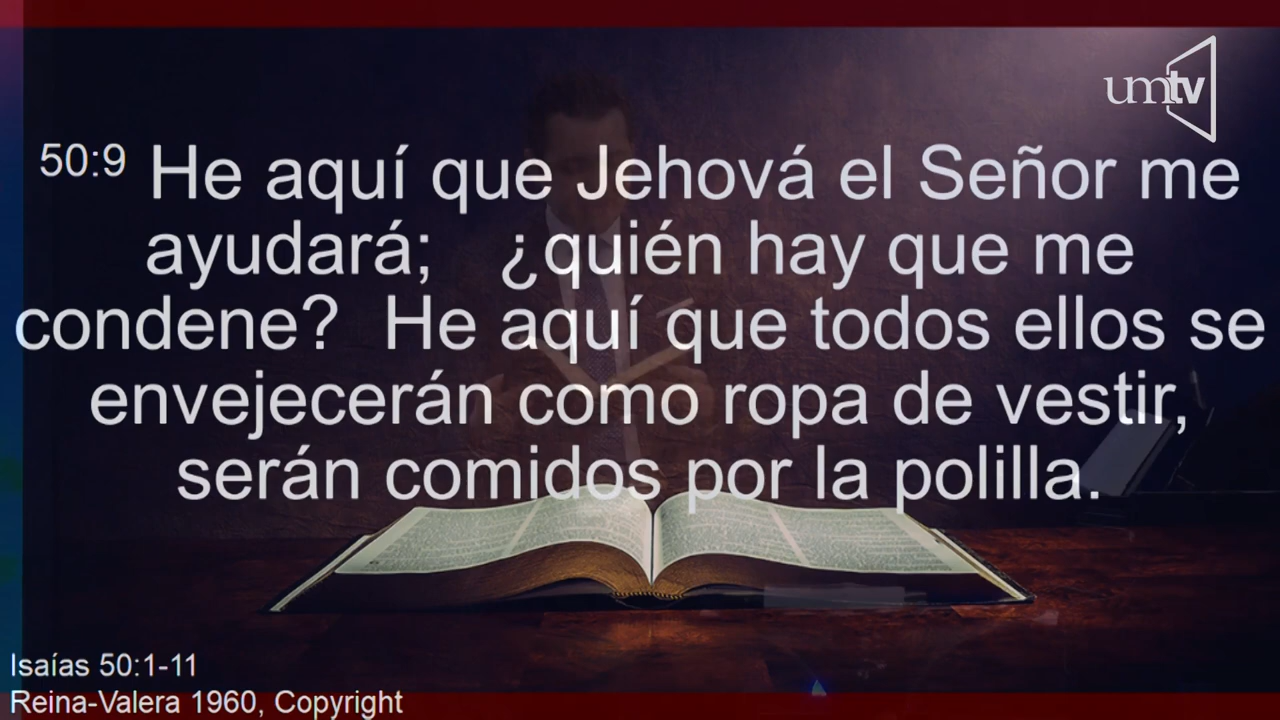 umtv
50:9 He aquí que Jehová el Señor me
ayudará; ¿quién hay que me
condene? He aquí que todos ellos se
envejecerán como ropa de vestir,
serán comidos por la polilla.
Isaías 50:1-11
Reina-Valera 1960, Copyright